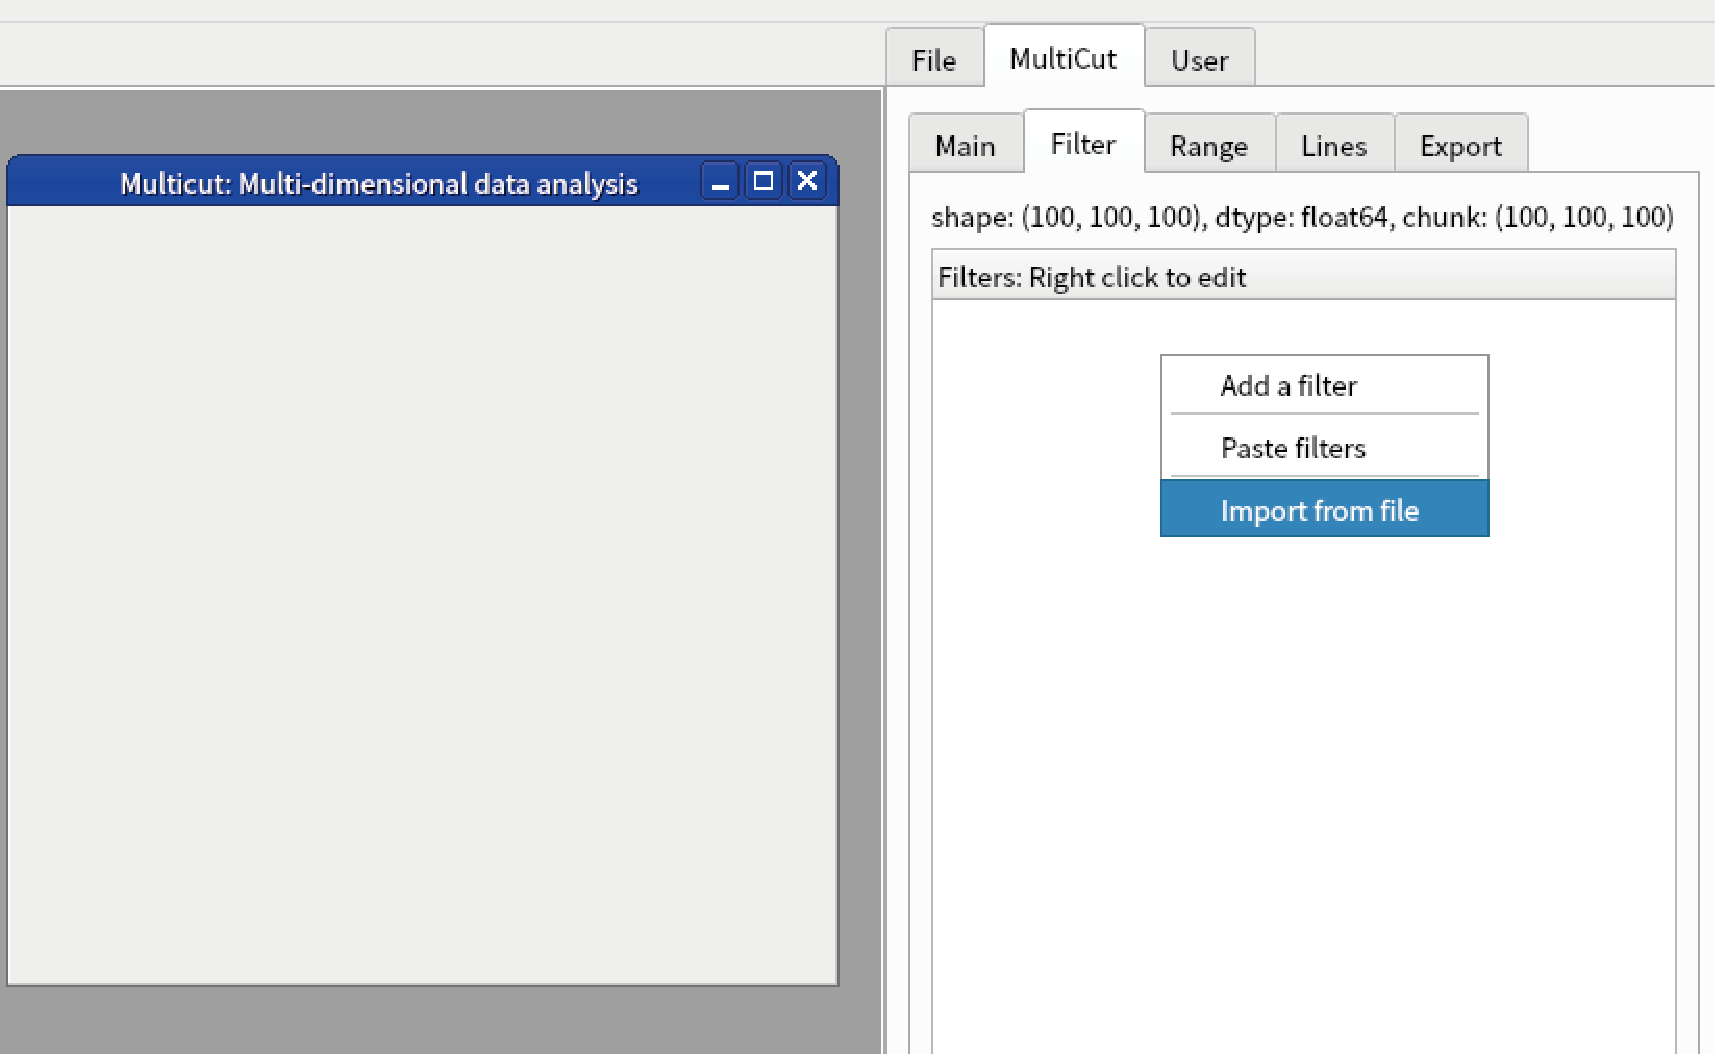 File MultiCut User
Main Filter Range Lines Export
Multicut: Multi-dimensional data analysis
shape: (100, 100, 100), dtype: float64, chunk: (100, 100, 100)
Filters: Right click to edit
Add a filter
Paste filters
Import from file